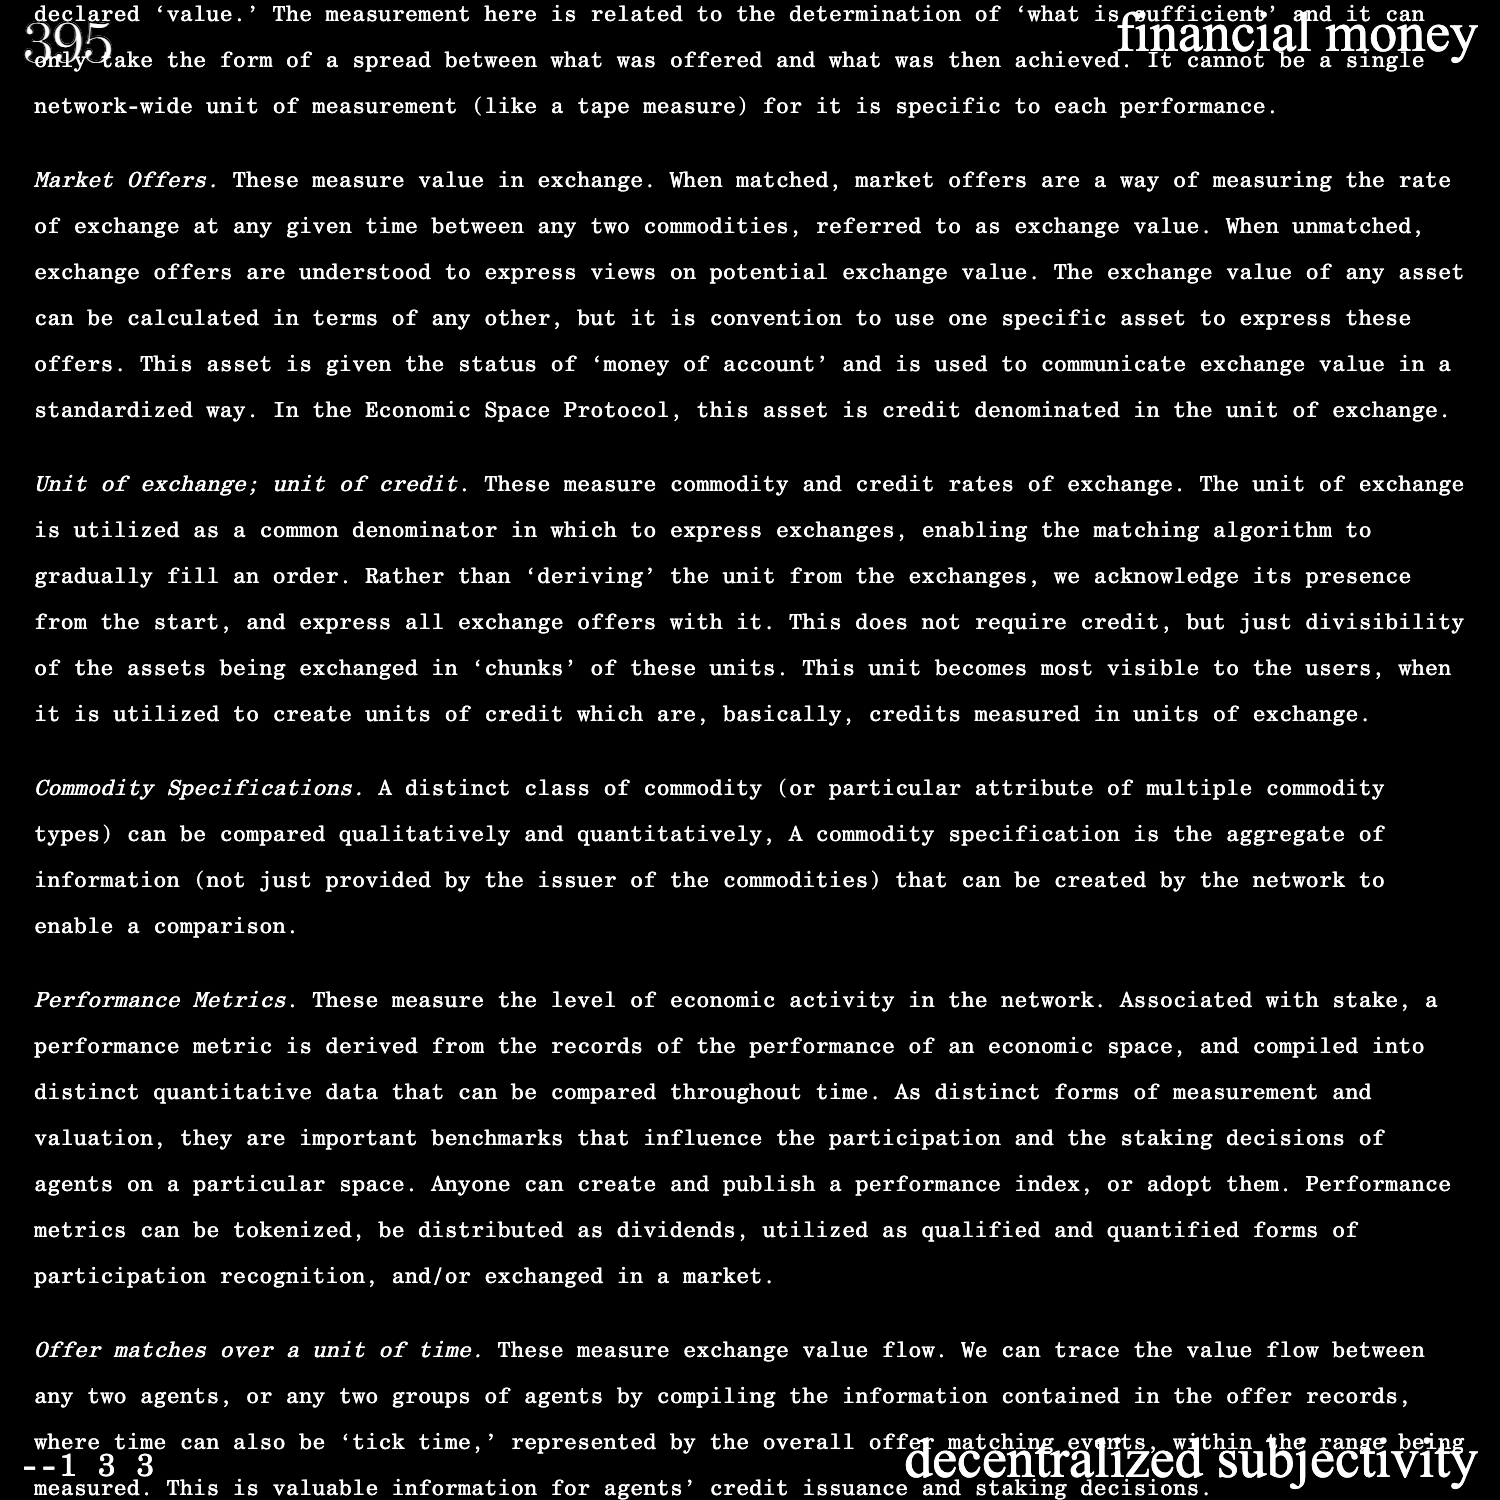 declared ‘value.’ The measurement here is related to the determination of ‘what is sufficient’ and it can
395
financial money
only take the form of a spread between what was offered and what was then achieved. It cannot be a single
network-wide unit of measurement (like a tape measure) for it is specific to each performance.
Market Offers. These measure value in exchange. When matched, market offers are a way of measuring the rate
of exchange at any given time between any two commodities, referred to as exchange value. When unmatched,
exchange offers are understood to express views on potential exchange value. The exchange value of any asset
can be calculated in terms of any other, but it is convention to use one specific asset to express these
offers. This asset is given the status of ‘money of account’ and is used to communicate exchange value in a
standardized way. In the Economic Space Protocol, this asset is credit denominated in the unit of exchange.
Unit of exchange; unit of credit. These measure commodity and credit rates of exchange. The unit of exchange
is utilized as a common denominator in which to express exchanges, enabling the matching algorithm to
gradually fill an order. Rather than ‘deriving’ the unit from the exchanges, we acknowledge its presence
from the start, and express all exchange offers with it. This does not require credit, but just divisibility
of the assets being exchanged in ‘chunks’ of these units. This unit becomes most visible to the users, when
it is utilized to create units of credit which are, basically, credits measured in units of exchange.
Commodity Specifications. A distinct class of commodity (or particular attribute of multiple commodity
types) can be compared qualitatively and quantitatively, A commodity specification is the aggregate of
information (not just provided by the issuer of the commodities) that can be created by the network to
enable a comparison.
Performance Metrics. These measure the level of economic activity in the network. Associated with stake, a
performance metric is derived from the records of the performance of an economic space, and compiled into
distinct quantitative data that can be compared throughout time. As distinct forms of measurement and
valuation, they are important benchmarks that influence the participation and the staking decisions of
agents on a particular space. Anyone can create and publish a performance index, or adopt them. Performance
metrics can be tokenized, be distributed as dividends, utilized as qualified and quantified forms of
participation recognition, and/or exchanged in a market.
Offer matches over a unit of time. These measure exchange value flow. We can trace the value flow between
any two agents, or any two groups of agents by compiling the information contained in the offer records,
where time can also be ‘tick time,’ represented by the overall offer matching events, within the range being
--1 3 3
decentralized subjectivity
measured. This is valuable information for agents’ credit issuance and staking decisions.